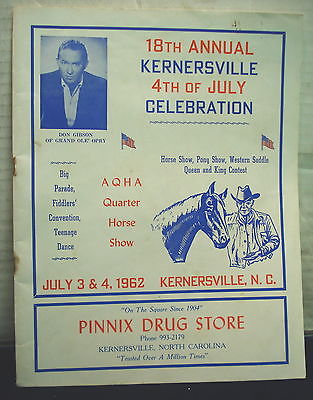 18TH ANNUAL
KERNERSVILLE
4TH OF JULY
CELEBRATION
DON GIBSON
OF GRAND OLE' OPRY
Horse Show, Pony Show, Western Saddle
Queen and King Contest
Big
Parade,
Fiddlers'
Convention,
Teenage
Dance
AQHA
Quarter
Horse
Show
JULY 3 & 4, 1962
KERNERSVILLE, N. C.
"On The Square Since 1904"
PINNIX DRUG STORE
Phone 993-2179
KERNERSVILLE, NORTH CAROLINA
"Trusted Over A Million Times"